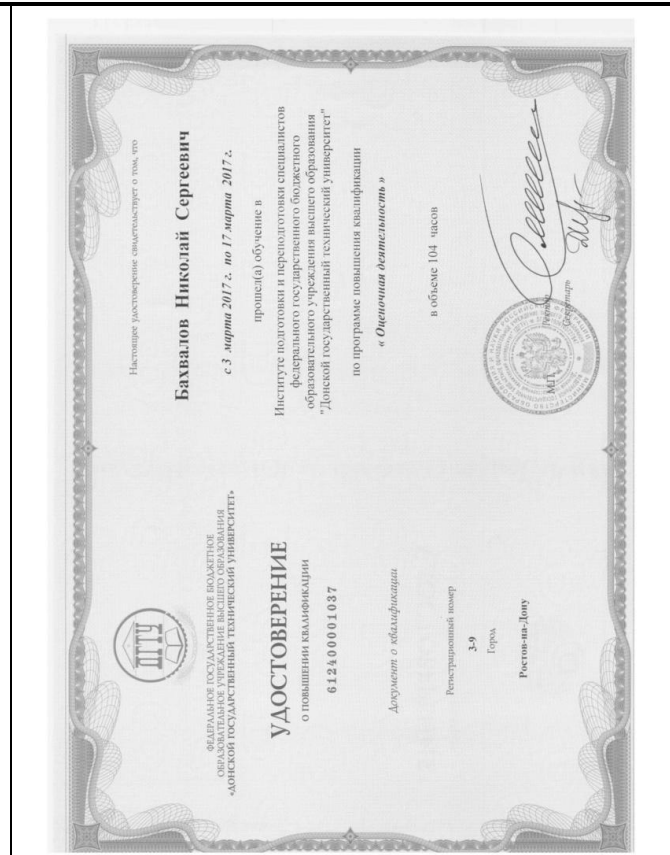 ДГТУ
ФЕДЕРАЛЬНОЕ ГОСУДАРСТВЕННОЕ БЮДЖЕТНОЕ
ОБРАЗОВАТЕЛЬНОЕ УЧРЕЖДЕНИЕ ВЫСШЕГО ОБРАЗОВАНИЯ
«ДОНСКОЙ ГОСУДАРСТВЕННЫЙ ТЕХНИЧЕСКИЙ УНИВЕРСИТЕТ»
УДОСТОВЕРЕНИЕ
О ПОВЫШЕНИИ КВАЛИФИКАЦИИ
612400001037
Документ о квалификации
Регистрационный номер
3-9
Город
Ростов-на-Дону
Настоящее удостоверение свидетельствует о том, что
Бахвалов Николай Сергеевич
с 3 марта 2017 г. по 17 марта 2017 г.
прошел(а) обучение в
Институте подготовки и переподготовки специалистов
федерального государственного бюджетного
образовательного учреждения высшего образования
"Донской государственный технический университет"
по программе повышения квалификации
« Оценочная деятельность »
в объеме 104 часов
М.П.
Ректор
Секретарь